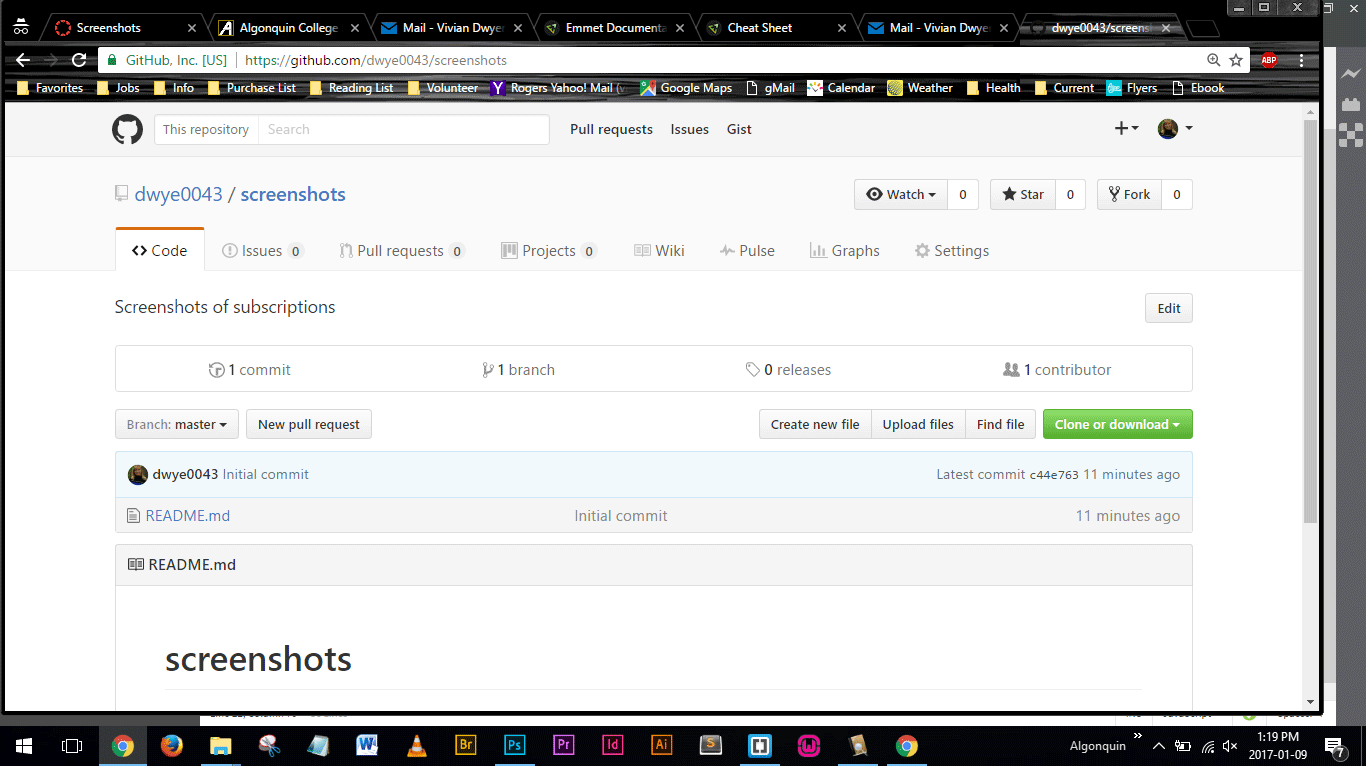 Screenshots
Algonquin College
Mail - Vivian Dwye
Emmet Documenta
Cheat Sheet
Mail - Vivian Dwye
dwye0043/screensh
GitHub, Inc. [US] https://github.com/dwye0043/screenshots
ABP
Favorites Jobs Info Purchase List Reading List Volunteer Rogers Yahoo! Mail (v Google Maps gMail Calendar Weather Health Current Flyers Ebook
This repository Search Pull requests Issues Gist
dwye0043 / screenshots
Watch 0 Star 0 Fork 0
Code Issues 0 Pull requests 0 Projects 0 Wiki Pulse Graphs Settings
Screenshots of subscriptions Edit
1 commit 1 branch 0 releases 1 contributor
Branch: master New pull request Create new file Upload files Find file Clone or download
dwye0043 Initial commit Latest commit c44e763 11 minutes ago
README.md Initial commit 11 minutes ago
README.md
screenshots
W Br Ps Pr Id Ai S
Algonquin
1:19 PM
2017-01-09
7